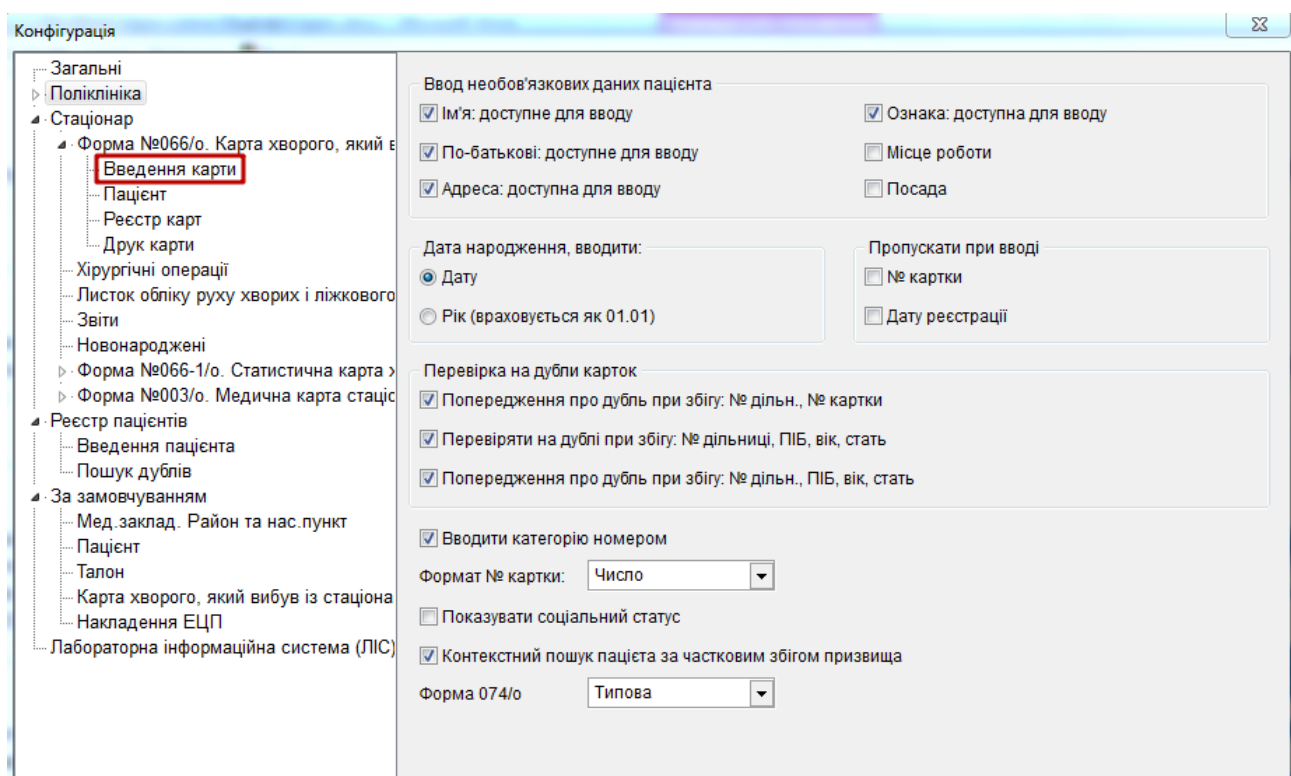 Конфігурація
Загальні
Поліклініка
Стаціонар
Форма №066/о. Карта хворого, який в
Введення карти
Пацієнт
Реєстр карт
Друк карти
Хірургічні операції
Листок обліку руху хворих і ліжкового
Звіти
Новонароджені
Форма №066-1/о. Статистична карта х
Форма №003/о. Медична карта стаціс
Реєстр пацієнтів
Введення пацієнта
Пошук дублів
За замовчуванням
Мед.заклад. Район та нас.пункт
Пацієнт
Талон
Карта хворого, який вибув із стаціона
Накладення ЕЦП
Лабораторна інформаційна система (ЛІС)
Ввод необов'язкових даних пацієнта
Ім'я: доступне для вводу
Ознака: доступна для вводу
По-батькові: доступне для вводу
Місце роботи
Адреса: доступна для вводу
Посада
Дата народження, вводити:
Дату
Рік (враховується як 01.01)
Пропускати при вводі
№ картки
Дату реєстрації
Перевірка на дубли карток
Попередження про дубль при збігу: № дільн., № картки
Перевіряти на дублі при збігу: № дільниці, ПІБ, вік, стать
Попередження про дубль при збігу: № дільн., ПІБ, вік, стать
Вводити категорію номером
Формат № картки: Число
Показувати соціальний статус
Контекстний пошук пацієта за частковим збігом призвища
Форма 074/о Типова